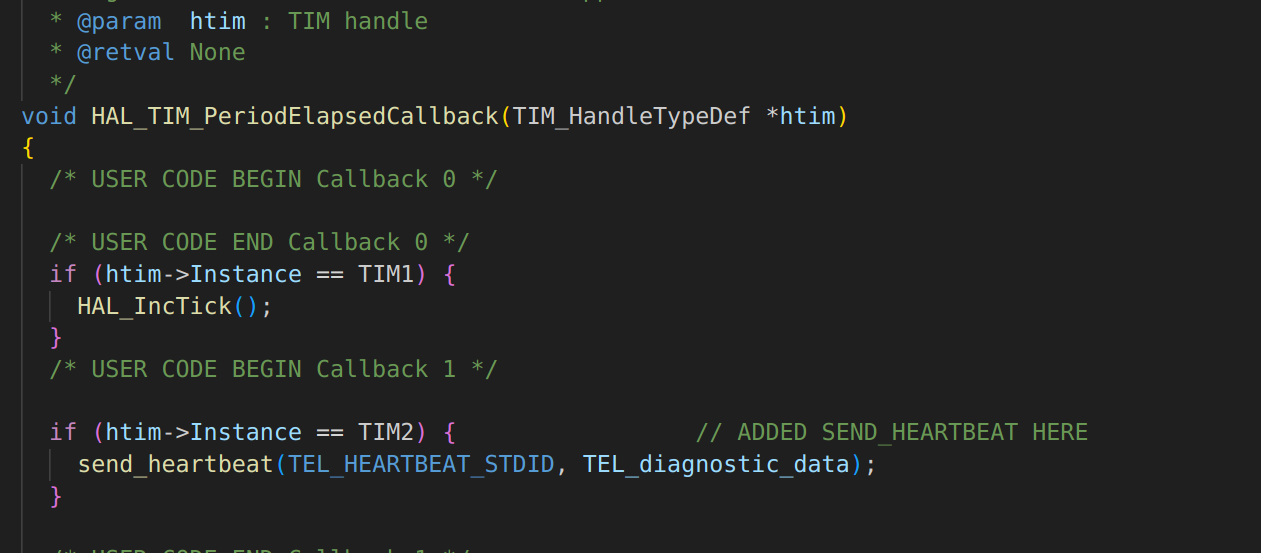 * @param  htim : TIM handle
* @retval None
*/
void HAL_TIM_PeriodElapsedCallback(TIM_HandleTypeDef *htim)
{
/* USER CODE BEGIN Callback 0 */
/* USER CODE END Callback 0 */
if (htim->Instance == TIM1) {
HAL_IncTick();
}
/* USER CODE BEGIN Callback 1 */
if (htim->Instance == TIM2) {                 // ADDED SEND_HEARTBEAT HERE
send_heartbeat(TEL_HEARTBEAT_STDID, TEL_diagnostic_data);
}